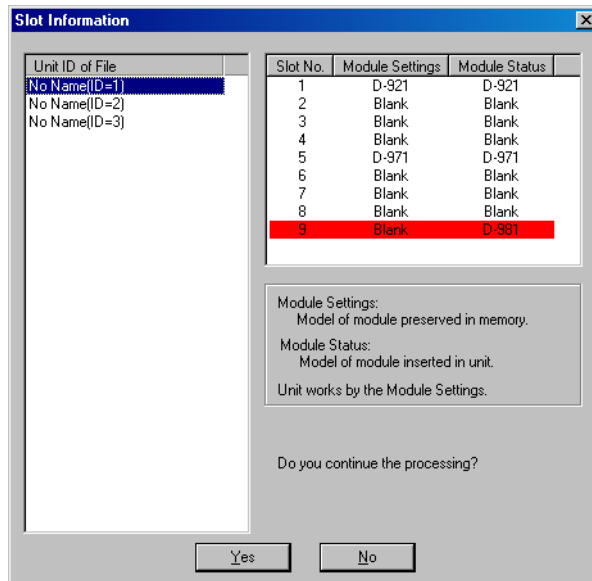 Slot Information
Unit ID of File
No Name(ID=1)
No Name(ID=2)
No Name(ID=3)
Slot No. Module Settings Module Status
1 D-921 D-921
2 Blank Blank
3 Blank Blank
4 Blank Blank
5 D-971 D-971
6 Blank Blank
7 Blank Blank
8 Blank Blank
9 Blank D-981
Module Settings:
Model of module preserved in memory.
Module Status:
Model of module inserted in unit.
Unit works by the Module Settings.
Do you continue the processing?
Yes No